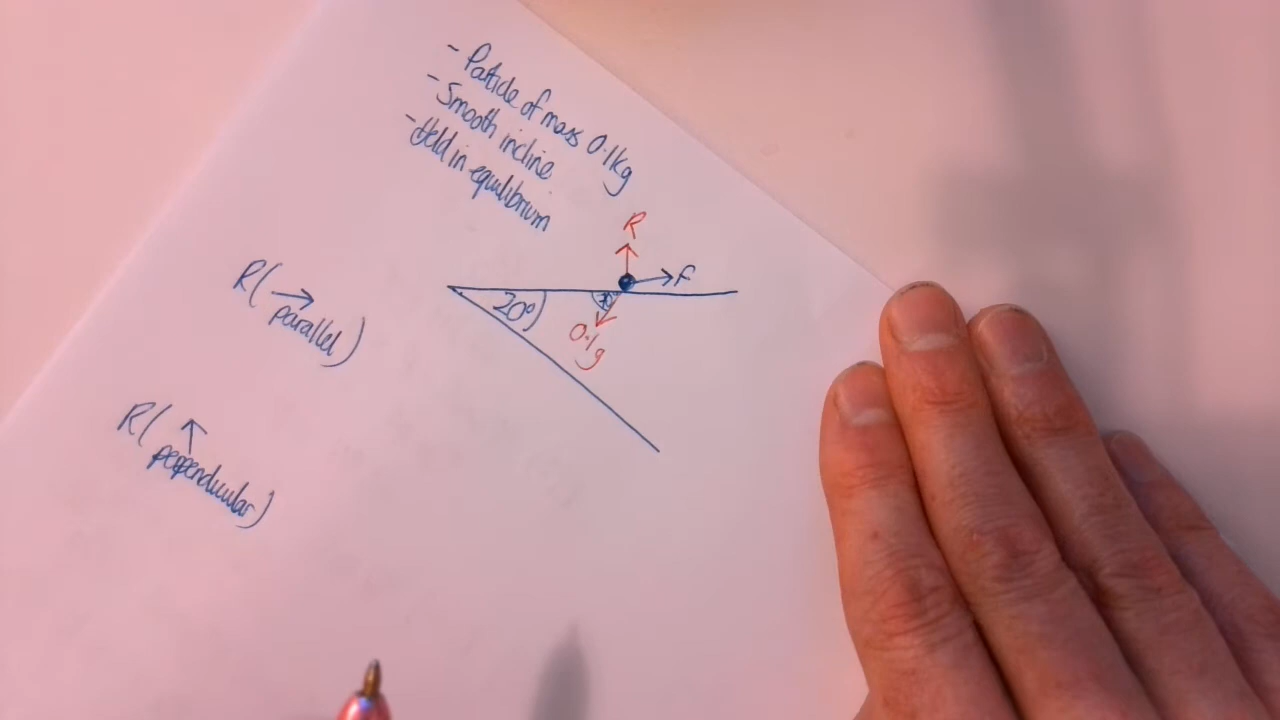 - Particle of mass 0.1kg
- Smooth incline
- Held in equilibrium
R
F
20°
0.1g
R( → parallel )
R( ↑ perpendicular )